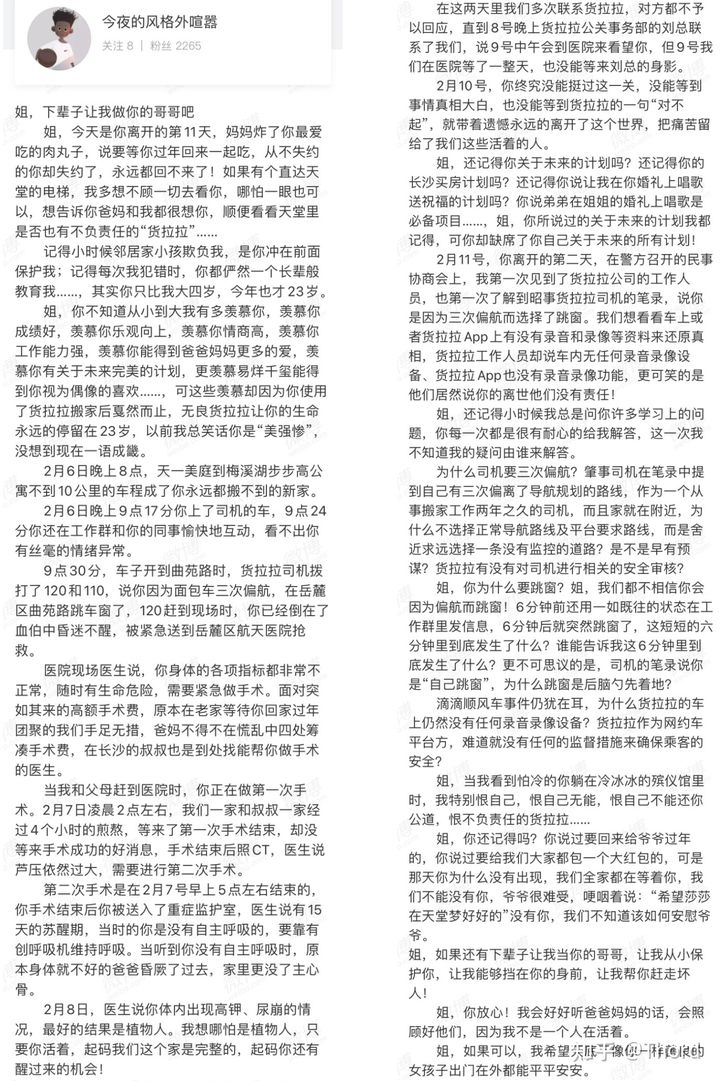 今夜的风格外喧嚣
关注 8 | 粉丝 2265
姐，下辈子让我做你的哥哥吧
姐，今天是你离开的第11天，妈妈炸了你最爱
吃的肉丸子，说要等你过年回来一起吃，从不失约
的你却失约了，永远都回不来了！如果有个直达天
堂的电梯，我多想不顾一切去看你，哪怕一眼也可
以，想告诉你爸妈和我都很想你，顺便看看天堂里
是否也有不负责任的“货拉拉”……
记得小时候邻居家小孩欺负我，是你冲在前面
保护我；记得每次我犯错时，你都俨然一个长辈般
教育我……，其实你只比我大四岁，今年也才23岁。
姐，你不知道从小到大我有多羡慕你，羡慕你
成绩好，羡慕你乐观向上，羡慕你情商高，羡慕你
工作能力强，羡慕你能得到爸爸妈妈更多的爱，羡
慕你有关于未来完美的计划，更羡慕易烊千玺能得
到你视为偶像的喜欢……，可这些羡慕却因为你使用
了货拉拉搬家后戛然而止，无良货拉拉让你的生命
永远的停留在23岁，以前我总笑话你是“美强惨”，
没想到现在一语成畿。
2月6日晚上8点，天一美庭到梅溪湖步步高公
寓不到10公里的车程成了你永远都搬不到的新家。
2月6日晚上9点17分你上了司机的车，9点24
分你还在工作群和你的同事愉快地互动，看不出你
有丝毫的情绪异常。
9点30分，车子开到曲苑路时，货拉拉司机拨
打了120和110，说你因为面包车三次偏航，在岳麓
区曲苑路跳车窗了，120赶到现场时，你已经倒在了
血伯中昏迷不醒，被紧急送到岳麓区航天医院抢
救。
医院现场医生说，你身体的各项指标都非常不
正常，随时有生命危险，需要紧急做手术。面对突
如其来的高额手术费，原本在老家等待你回家过年
团聚的我们手足无措，爸妈不得不在慌乱中四处筹
凑手术费，在长沙的叔叔也是到处找能帮你做手术
的医生。
当我和父母赶到医院时，你正在做第一次手
术。2月7日凌晨2点左右，我们一家和叔叔一家经
过4个小时的煎熬，等来了第一次手术结束，却没
等来手术成功的好消息，手术结束后照CT，医生说
芦压依然过大，需要进行第二次手术。
第二次手术是在2月7号早上5点左右结束的，
你手术结束后你被送入了重症监护室，医生说有15
天的苏醒期，当时的你是没有自主呼吸的，要靠有
创呼吸机维持呼吸。当听到你没有自主呼吸时，原
本身体就不好的爸爸昏厥了过去，家里更没了主心
骨。
2月8日，医生说你体内出现高钾、尿崩的情
况，最好的结果是植物人。我想哪怕是植物人，只
要你活着，起码我们这个家是完整的，起码你还有
醒过来的机会！
在这两天里我们多次联系货拉拉，对方都不予
以回应，直到8号晚上货拉拉公关事务部的刘总联
系了我们，说9号中午会到医院来看望你，但9号我
们在医院等了一整天，也没能等来刘总的身影。
2月10号，你终究没能挺过这一关，没能等到
事情真相大白，也没能等到货拉拉的一句“对不
起”，就带着遗憾永远的离开了这个世界，把痛苦留
给了我们这些活着的人。
姐，还记得你关于未来的计划吗？还记得你的
长沙买房计划吗？还记得你说让我在你婚礼上唱歌
送祝福的计划吗？你说弟弟在姐姐的婚礼上唱歌是
必备项目……，姐，你所说过的关于未来的计划我都
记得，可你却缺席了你自己关于未来的所有计划！
2月11号，你离开的第二天，在警方召开的民事
协商会上，我第一次见到了货拉拉公司的工作人
员，也第一次了解到昭事货拉拉司机的笔录，说你
是因为三次偏航而选择了跳窗。我们想看看车上或
者货拉拉App上有没有录音和录像等资料来还原真
相，货拉拉工作人员却说车内无任何录音录像设
备、货拉拉App也没有录音录像功能，更可笑的是
他们居然说你的离世他们没有责任！
姐，还记得小时候我总是问你许多学习上的问
题，你每一次都是很有耐心的给我解答，这一次我
不知道我的疑问由谁来解答。
为什么司机要三次偏航？肇事司机在笔录中提
到自己有三次偏离了导航规划的路线，作为一个从
事搬家工作两年之久的司机，而且家就在附近，为
什么不选择正常导航路线及平台要求路线，而是舍
近求远选择一条没有监控的道路？是不是早有预
谋？货拉拉有没有对司机进行相关的安全审核？
姐，你为什么要跳窗？姐，我们都不相信你会
因为偏航而跳窗！6分钟前还用一如既往的状态在工
作群里发信息，6分钟后就突然跳窗了，这短短的六
分钟里到底发生了什么？谁能告诉我这6分钟里到
底发生了什么？更不可思议的是，司机的笔录说你
是“自己跳窗”，为什么跳窗是后脑勺先着地？
滴滴顺风车事件仍犹在耳，为什么货拉拉的车
上仍然没有任何录音录像设备？货拉拉作为网约车
平台方，难道就没有任何的监督措施来确保乘客的
安全？
姐，当我看到怕冷的你躺在冷冰冰的殡仪馆里
时，我特别恨自己，恨自己无能，恨自己不能还你
公道，恨不负责任的货拉拉……
姐，你还记得吗？你说过要回来给爷爷过年
的，你说过要给我们大家都包一个大红包的，可是
那天你为什么没有出现，我们全家都在等着你，我
们不能没有你，爷爷很难受，哽咽着说：“希望莎莎
在天堂梦好好的”没有你，我们不知道该如何安慰爷
爷。
姐，如果还有下辈子让我当你的哥哥，让我从小保
护你，让我能够挡在你的身前，让我帮你赶走坏
人！
姐，你放心！我会好好听爸爸妈妈的话，会照
顾好他们，因为我不是一个人在活着。
姐，如果可以，我希望
女孩子出门在外都能平平安安。
知乎